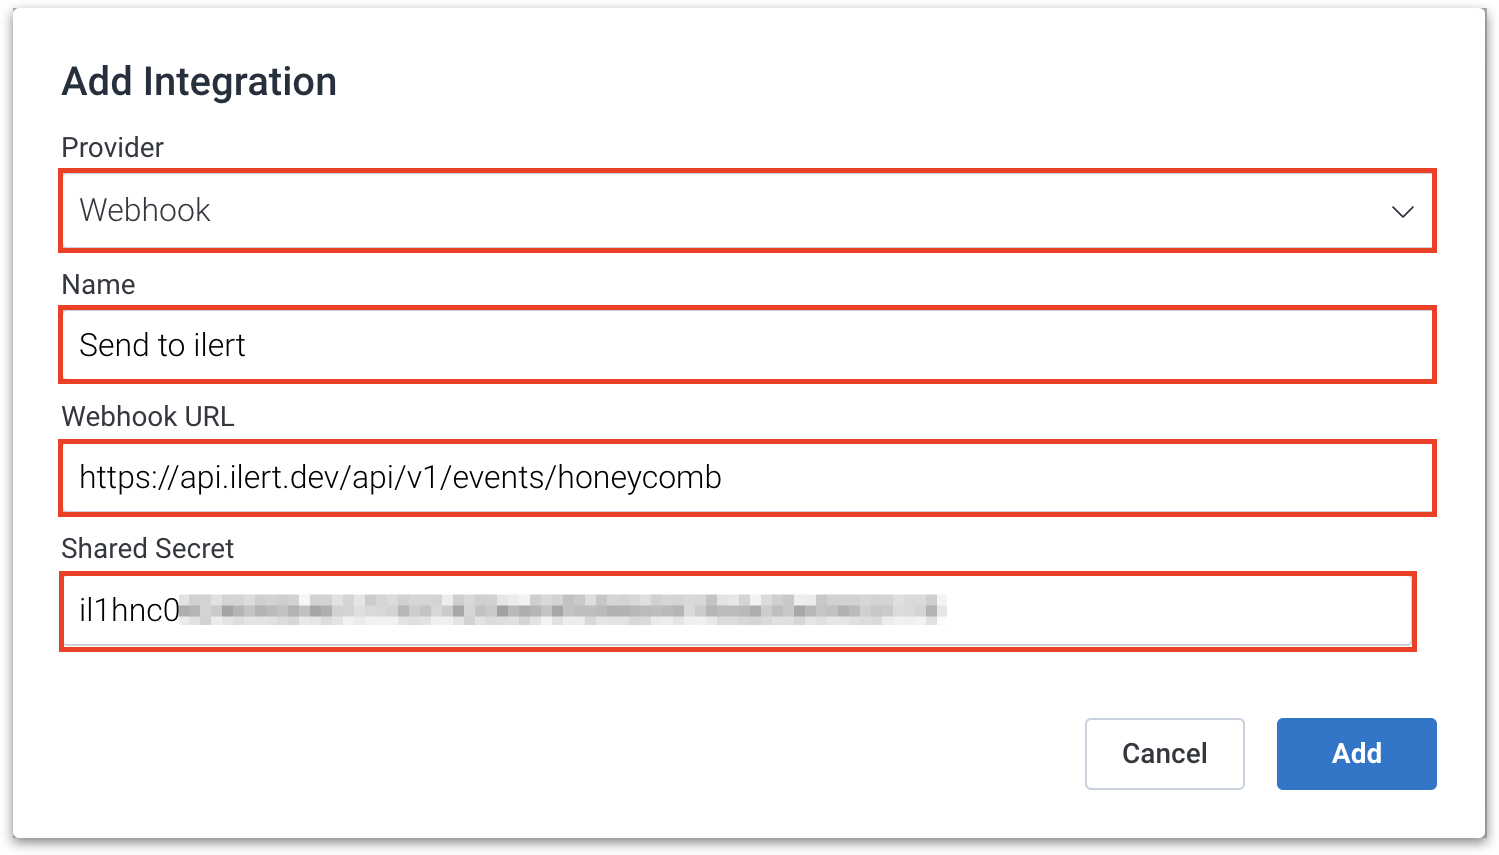 Add Integration
Provider
Webhook
Name
Send to ilert
Webhook URL
https://api.ilert.dev/api/v1/events/honeycomb
Shared Secret
il1hnc0
Cancel
Add